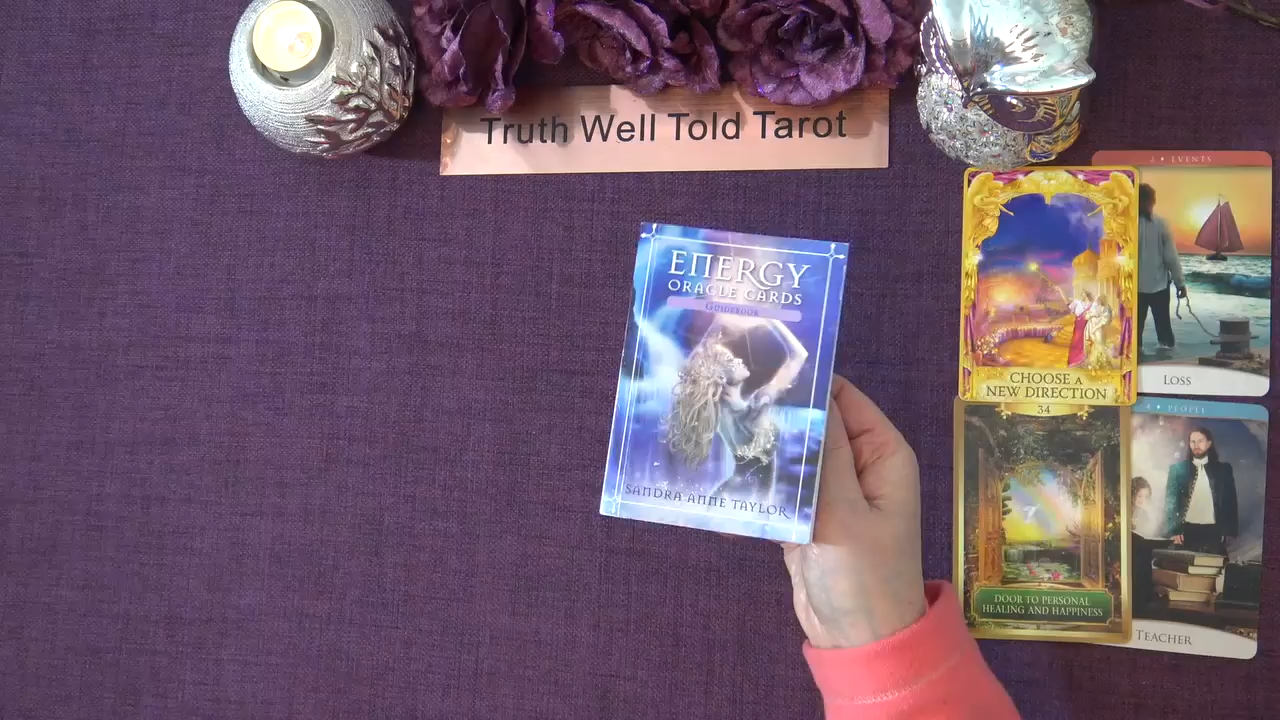 Truth Well Told Tarot
ENERGY
ORACLE CARDS
GUIDEBOOK
SANDRA ANNE TAYLOR
CHOOSE A
NEW DIRECTION
EVENTS
LOSS
34
DOOR TO PERSONAL
HEALING AND HAPPINESS
4 • PEOPLE
TEACHER